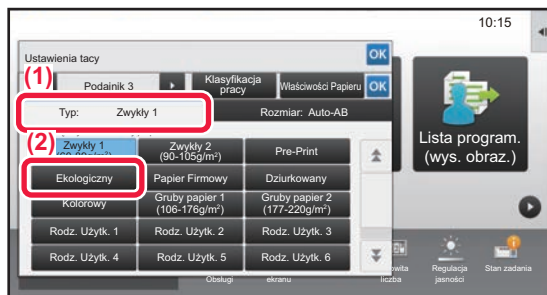 10:15
Ustawienia tacy
OK
(1)
Podajnik 3
Klasyfikacja
pracy
Właściwości Papieru
OK
Typ: Zwykły 1
Rozmiar: Auto-AB
(2)
Zwykły 1
Zwykły 2
(90-105g/m²)
Pre-Print
Ekologiczny
Papier Firmowy
Dziurkowany
Kolorowy
Gruby papier 1
(106-176g/m²)
Gruby papier 2
(177-220g/m²)
Rodz. Użytk. 1
Rodz. Użytk. 2
Rodz. Użytk. 3
Rodz. Użytk. 4
Rodz. Użytk. 5
Rodz. Użytk. 6
Lista program.
(wys. obraz.)
Obsługi
ekranu
liczba
Regulacja
jasności
Stan zadania